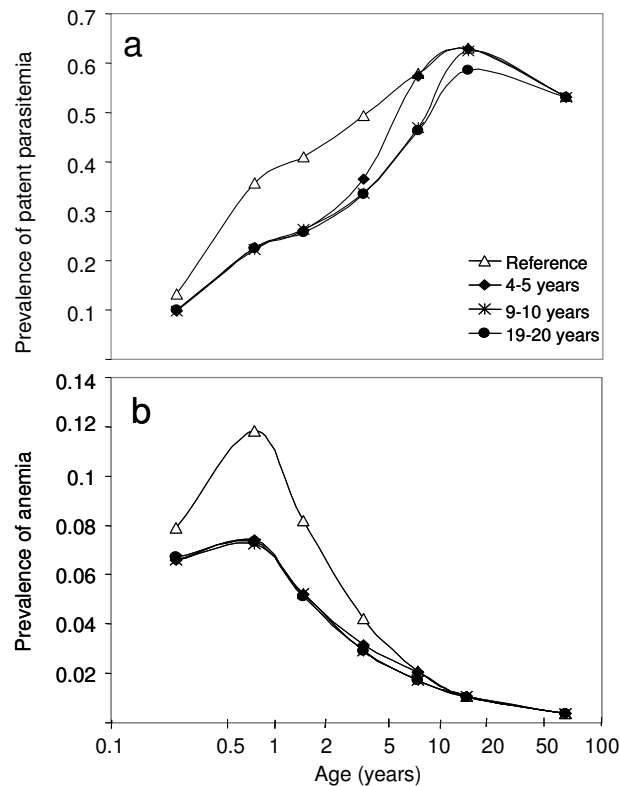 0.7
a
0.6
0.5
0.4
0.3
0.2
0.1
Prevalence of patent parasitemia
Reference
4-5 years
9-10 years
19-20 years
0.14
b
0.12
0.1
0.08
0.06
0.04
0.02
Prevalence of anemia
0.1 0.5 1 2 5 10 20 50 100
Age (years)